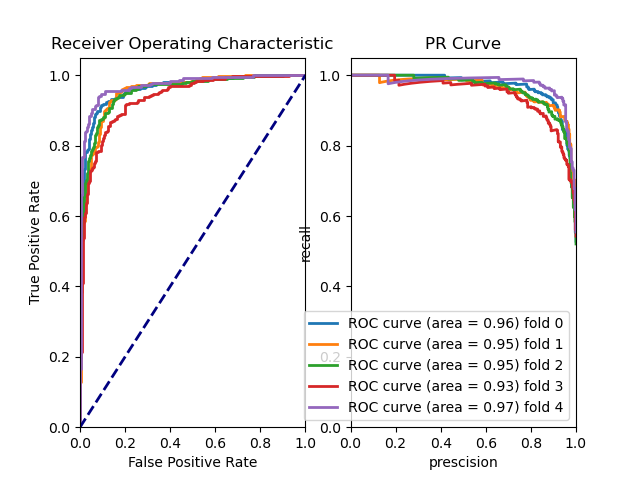 Receiver Operating Characteristic
1.0
0.8
0.6
0.4
0.2
0.0
True Positive Rate
0.0 0.2 0.4 0.6 0.8 1.0
False Positive Rate
PR Curve
1.0
0.8
0.6
0.4
0.2
0.0
recall
0.0 0.2 0.4 0.6 0.8 1.0
prescision
ROC curve (area = 0.96) fold 0
ROC curve (area = 0.95) fold 1
ROC curve (area = 0.95) fold 2
ROC curve (area = 0.93) fold 3
ROC curve (area = 0.97) fold 4